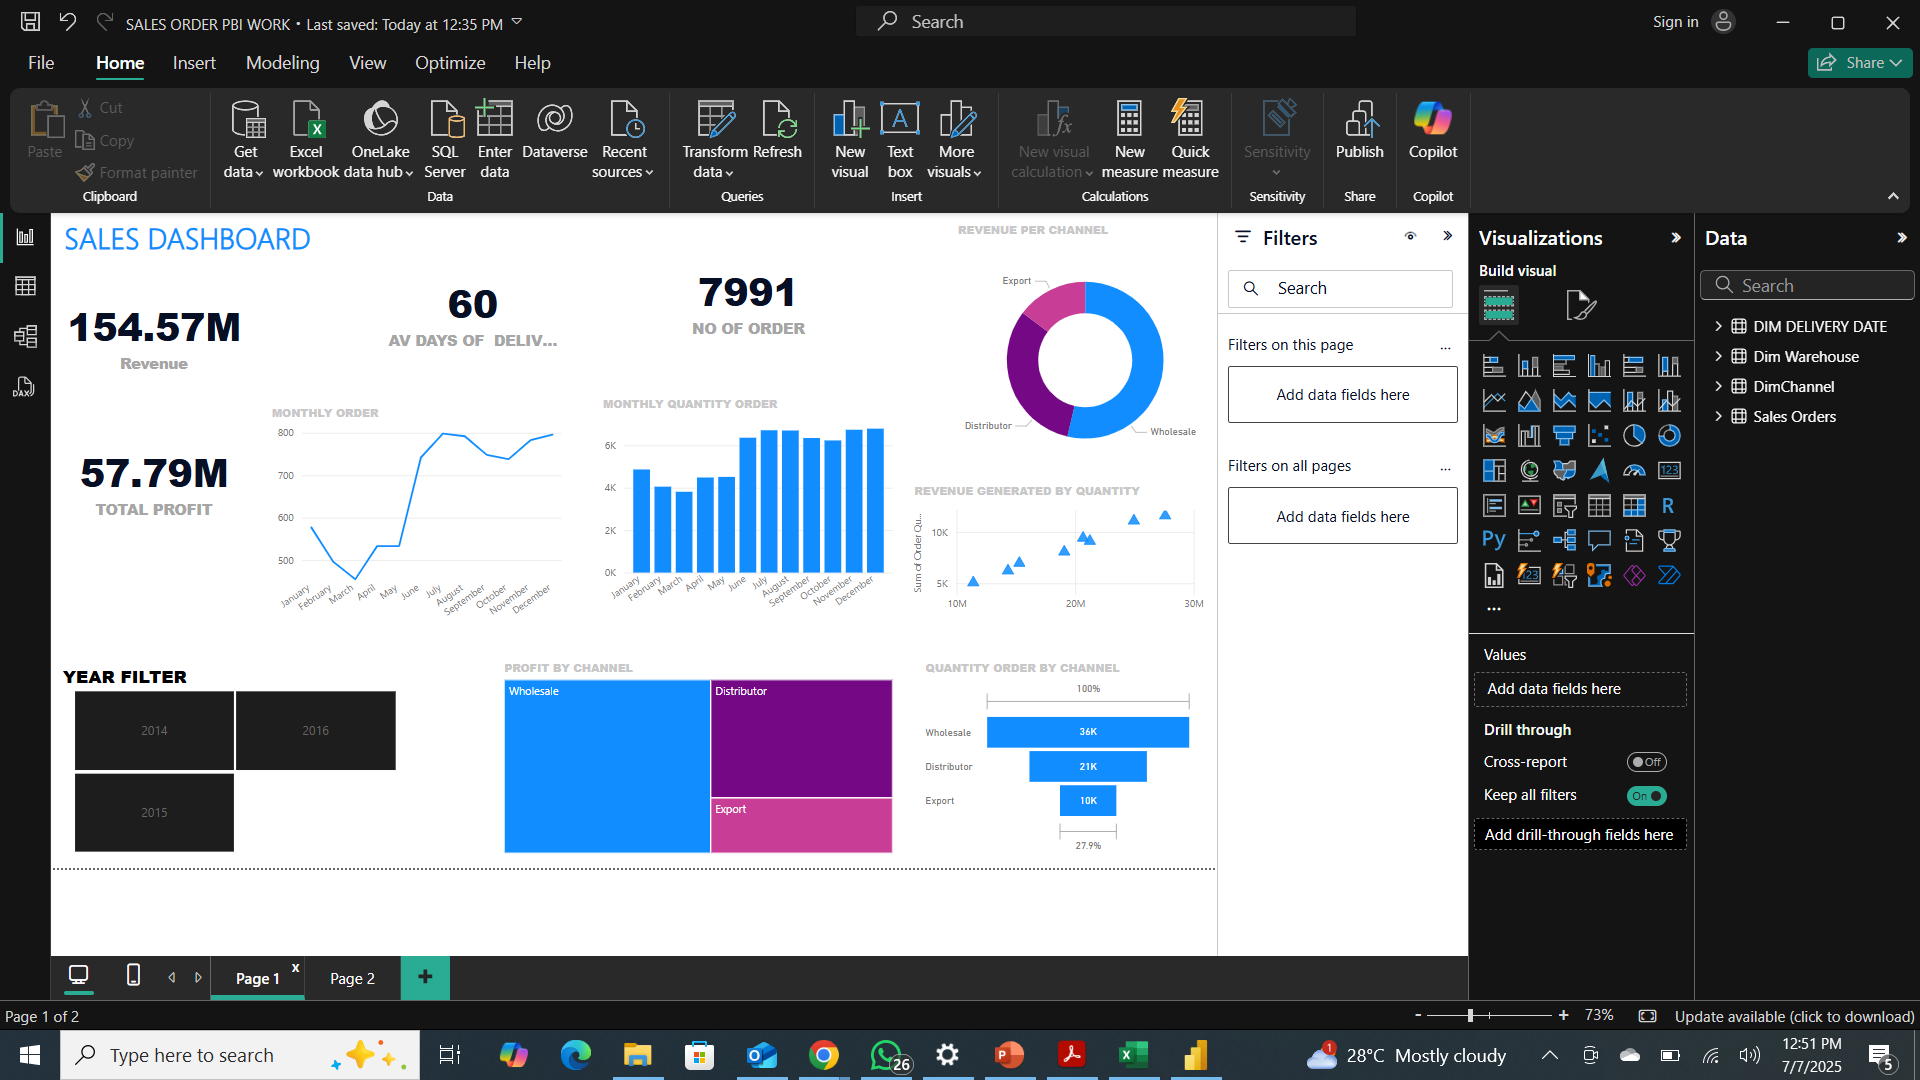 SALES ORDER PBI WORK • Last saved: Today at 12:35 PM
Search
Sign in
File Home Insert Modeling View Optimize Help
Share
Paste
Cut
Copy
Format painter
Clipboard
Get data
Excel workbook
OneLake data hub
SQL Server
Enter data
Dataverse
Recent sources
Data
Transform data
Refresh
Queries
New visual
Text box
More visuals
Insert
New visual calculation
New measure
Quick measure
Calculations
Sensitivity
Sensitivity
Publish
Share
Copilot
Copilot
SALES DASHBOARD
154.57M
Revenue
60
AV DAYS OF DELIV...
7991
NO OF ORDER
REVENUE PER CHANNEL
Export
Distributor
Wholesale
57.79M
TOTAL PROFIT
MONTHLY ORDER
800
700
600
500
January
February
March
April
May
June
July
August
September
October
November
December
MONTHLY QUANTITY ORDER
6K
4K
2K
0K
January
February
March
April
May
June
July
August
September
October
November
December
REVENUE GENERATED BY QUANTITY
Sum of Order Qu...
10K
5K
10M
20M
30M
YEAR FILTER
2014
2016
2015
PROFIT BY CHANNEL
Wholesale
Distributor
Export
QUANTITY ORDER BY CHANNEL
100%
Wholesale
36K
Distributor
21K
Export
10K
27.9%
Filters
Search
Filters on this page
...
Add data fields here
Filters on all pages
...
Add data fields here
Visualizations
Build visual
123
R
Py
123
...
Values
Add data fields here
Drill through
Cross-report
Off
Keep all filters
On
Add drill-through fields here
Data
Search
DIM DELIVERY DATE
Dim Warehouse
DimChannel
Sales Orders
DAX
Page 1
x
Page 2
+
Page 1 of 2
-
+
73%
Update available (click to download)
Type here to search
26
1
28°C Mostly cloudy
12:51 PM
7/7/2025
5